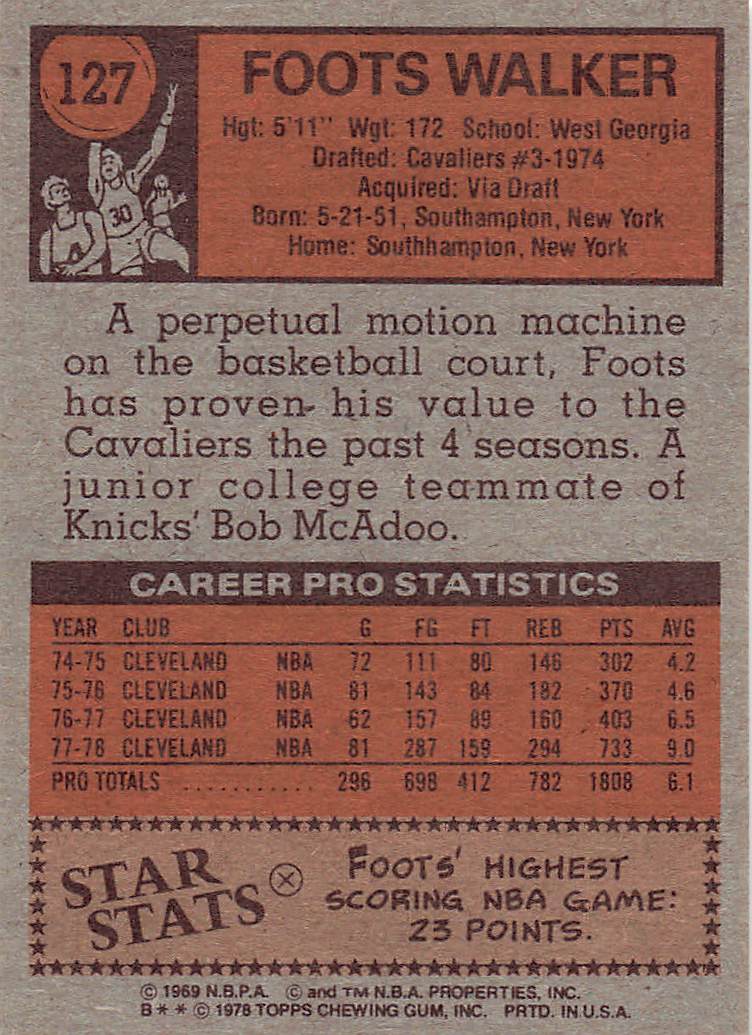 127
FOOTS WALKER
Hgt: 5'11" Wgt: 172 School: West Georgia
Drafted: Cavaliers #3-1974
Acquired: Via Draft
Born: 5-21-51, Southampton, New York
Home: Southhampton, New York
30
A perpetual motion machine
on the basketball court, Foots
has proven his value to the
Cavaliers the past 4 seasons. A
junior college teammate of
Knicks' Bob McAdoo.
CAREER PRO STATISTICS
YEAR CLUB G FG FT REB PTS AVG
74-75 CLEVELAND NBA 72 111 80 146 302 4.2
75-76 CLEVELAND NBA 81 143 84 182 370 4.6
76-77 CLEVELAND NBA 62 157 89 160 403 6.5
77-78 CLEVELAND NBA 81 287 159 294 733 9.0
PRO TOTALS ............ 296 698 412 782 1808 6.1
STAR
STATS
FOOTS' HIGHEST
SCORING NBA GAME:
23 POINTS.
© 1969 N.B.P.A. © and TM N.B.A. PROPERTIES, INC.
B * * © 1978 TOPPS CHEWING GUM, INC. PRTD. IN U.S.A.